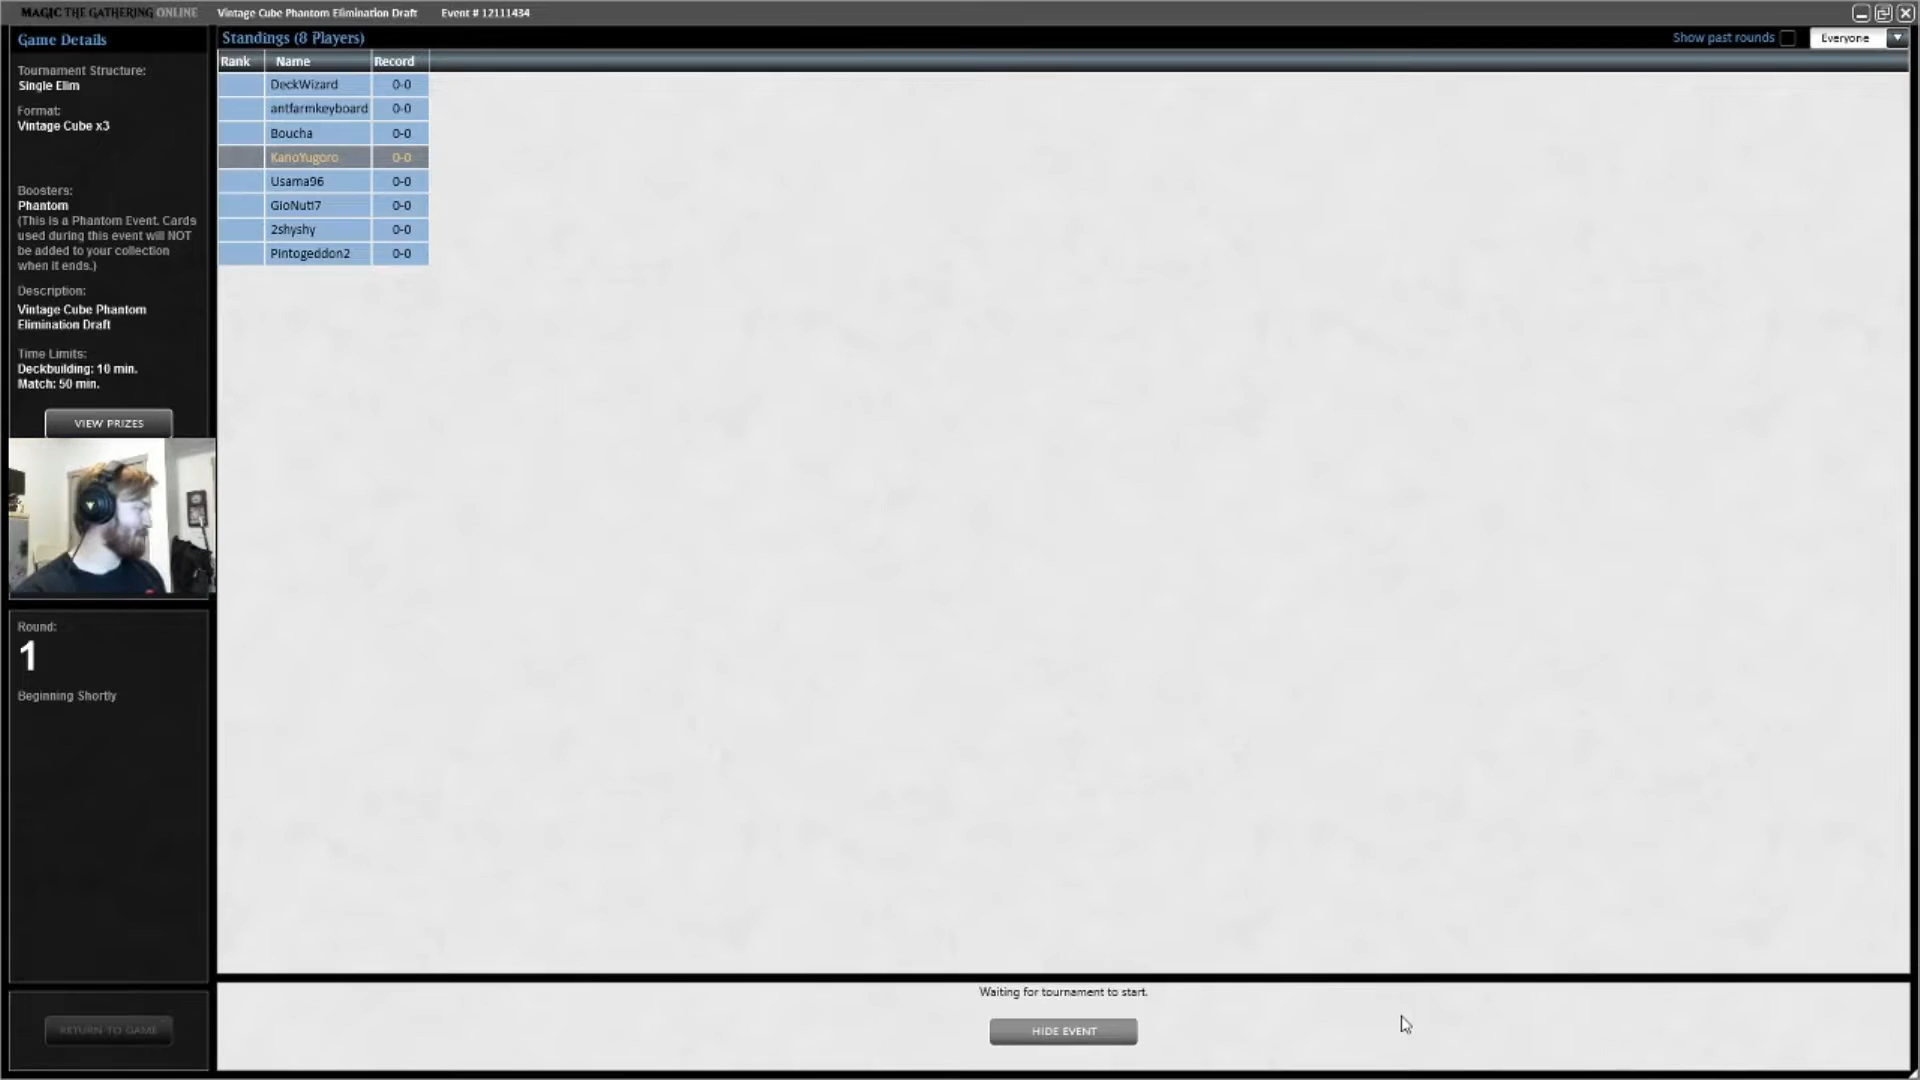 MAGIC THE GATHERING ONLINE Vintage Cube Phantom Elimination Draft Event # 12111434
Game Details
Tournament Structure:
Single Elim
Format:
Vintage Cube x3
Boosters:
Phantom
(This is a Phantom Event. Cards
used during this event will NOT
be added to your collection
when it ends.)
Description:
Vintage Cube Phantom
Elimination Draft
Time Limits:
Deckbuilding: 10 min.
Match: 50 min.
VIEW PRIZES
Round:
1
Beginning Shortly
RETURN TO GAME
Standings (8 Players)
Show past rounds Everyone
Rank Name Record
DeckWizard 0-0
antfarmkeyboard 0-0
Boucha 0-0
KanoYugoro 0-0
Usama96 0-0
GioNuti7 0-0
2shyshy 0-0
Pintogeddon2 0-0
Waiting for tournament to start.
HIDE EVENT